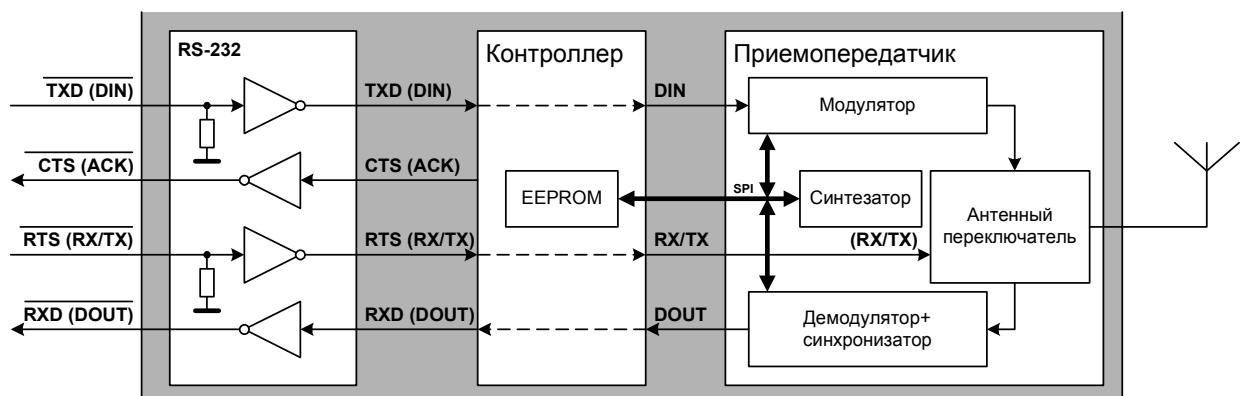 RS-232
Контроллер
Приемопередатчик
TXD (DIN)
TXD (DIN)
DIN
Модулятор
CTS (ACK)
CTS (ACK)
EEPROM
SPI
Синтезатор
Антенный
переключатель
RTS (RX/TX)
RTS (RX/TX)
RX/TX
(RX/TX)
RXD (DOUT)
RXD (DOUT)
DOUT
Демодулятор+
синхронизатор